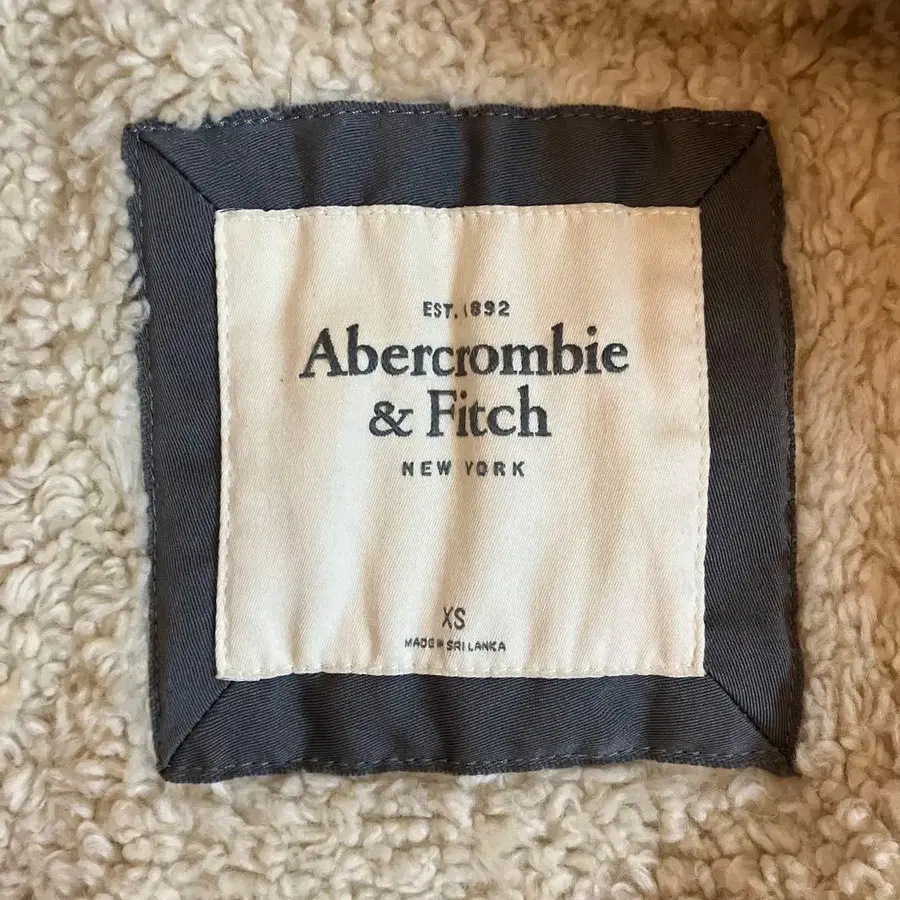 EST. 1892
Abercrombie
& Fitch
NEW YORK
XS
MADE IN SRI LANKA